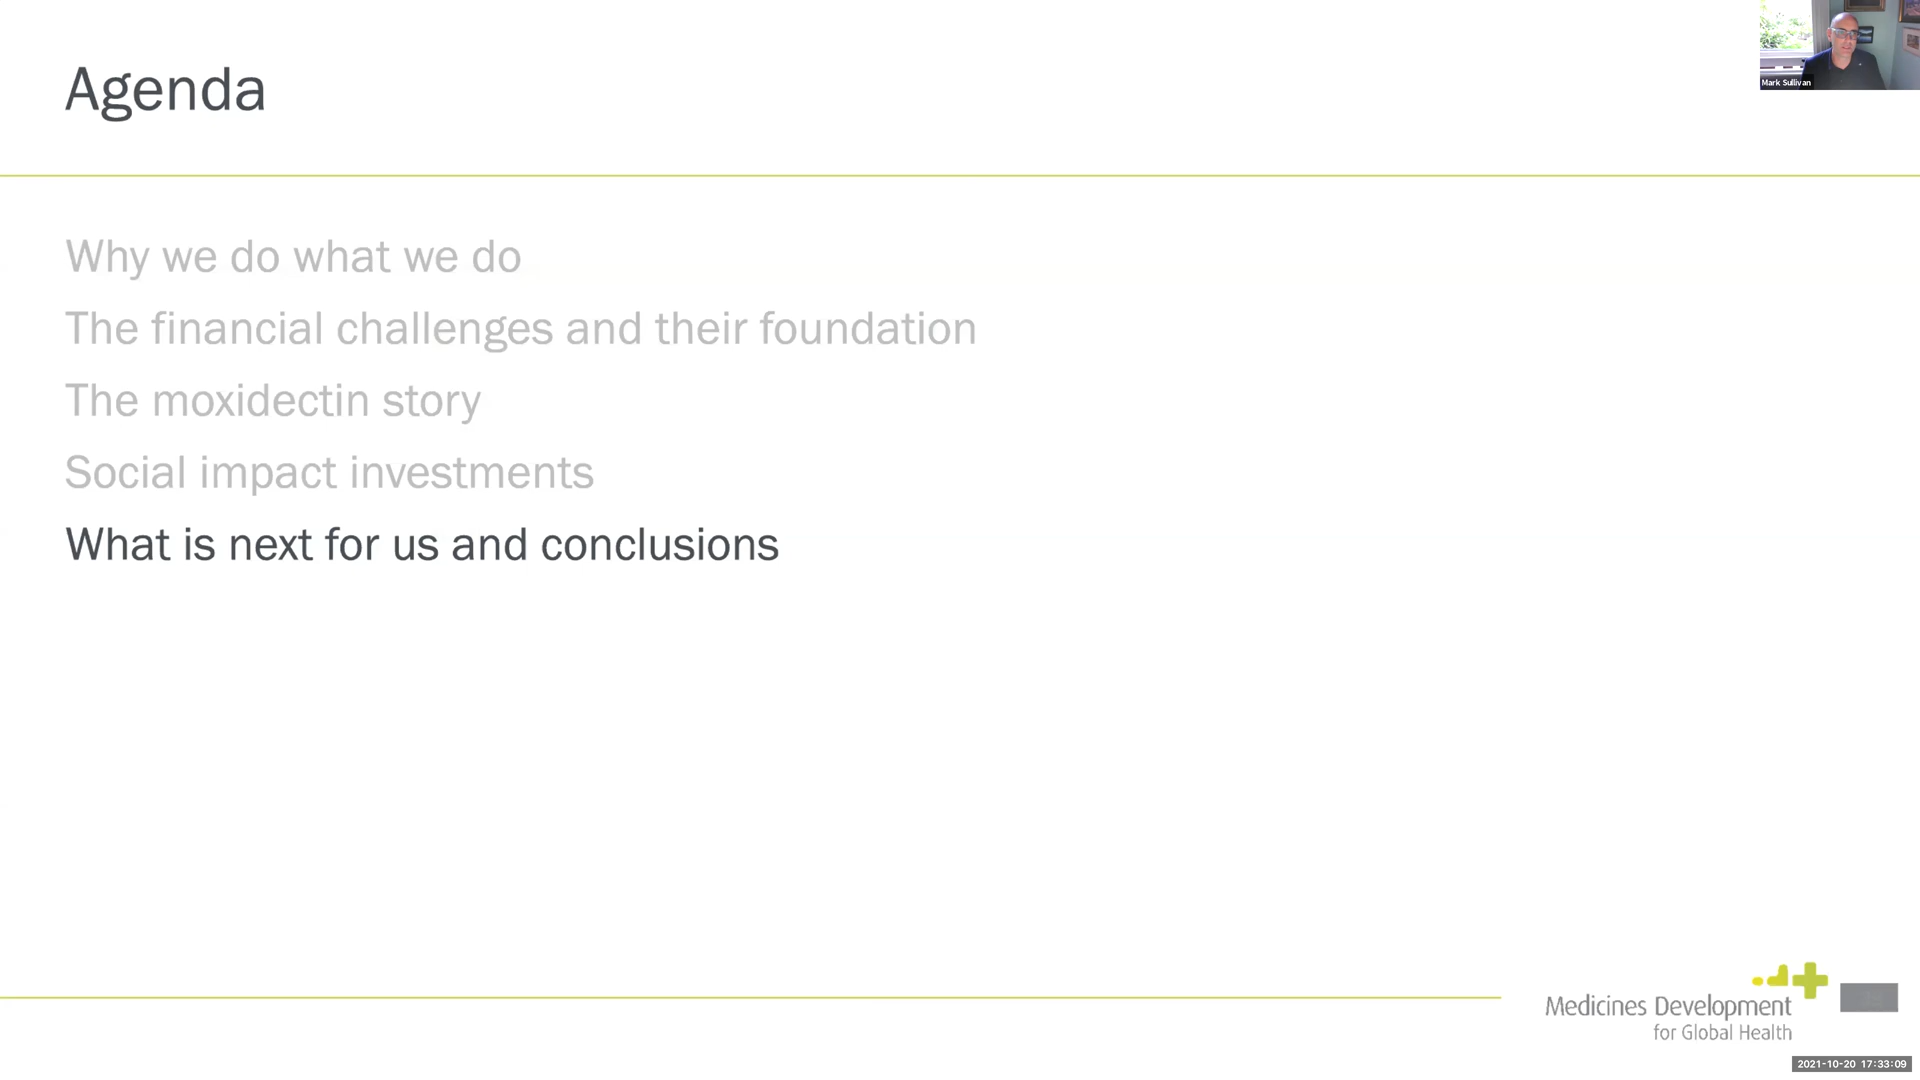 Agenda
Mark Sullivan
Why we do what we do
The financial challenges and their foundation
The moxidectin story
Social impact investments
What is next for us and conclusions
Medicines Development
for Global Health
2021-10-20 17:33:09